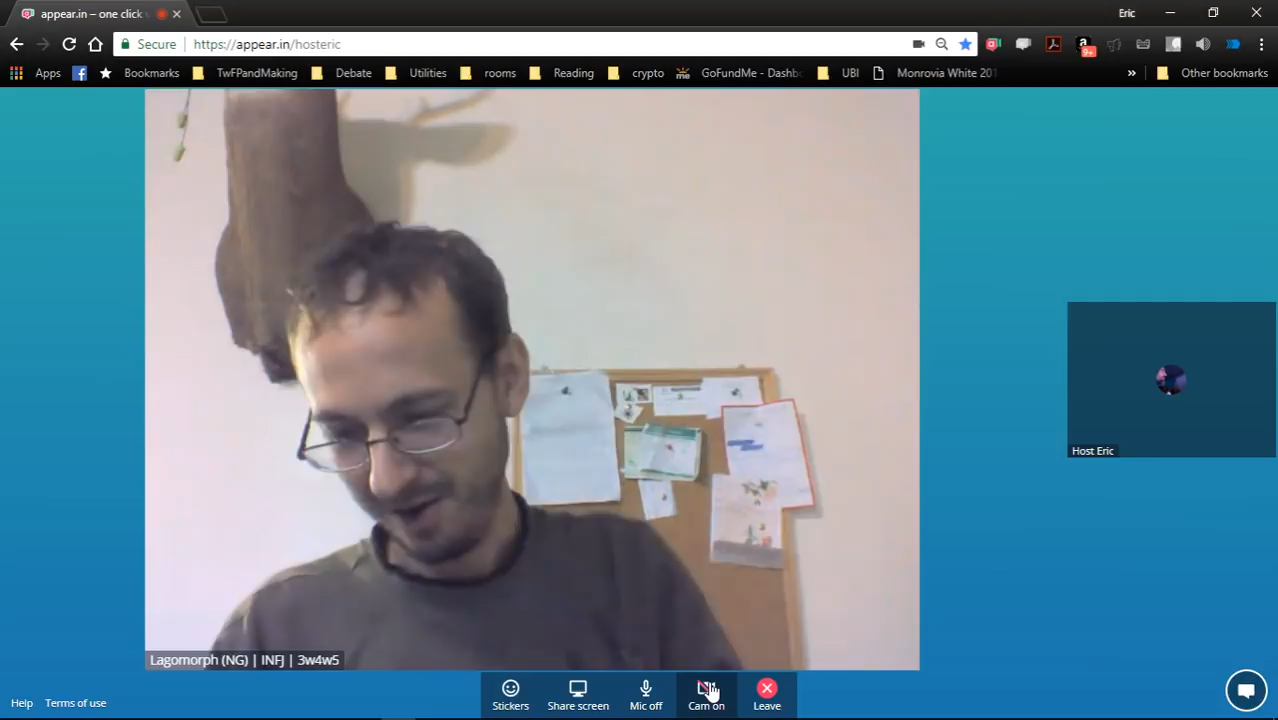 appear.in – one click
Eric
Secure
https://appear.in/hosteric
9+
Apps
Bookmarks
TwFPandMaking
Debate
Utilities
rooms
Reading
crypto
GoFundMe - Dashb
UBI
Monrovia White 201
»
Other bookmarks
Host Eric
Lagomorph (NG) | INFJ | 3w4w5
Help
Terms of use
Stickers
Share screen
Mic off
Cam on
Leave